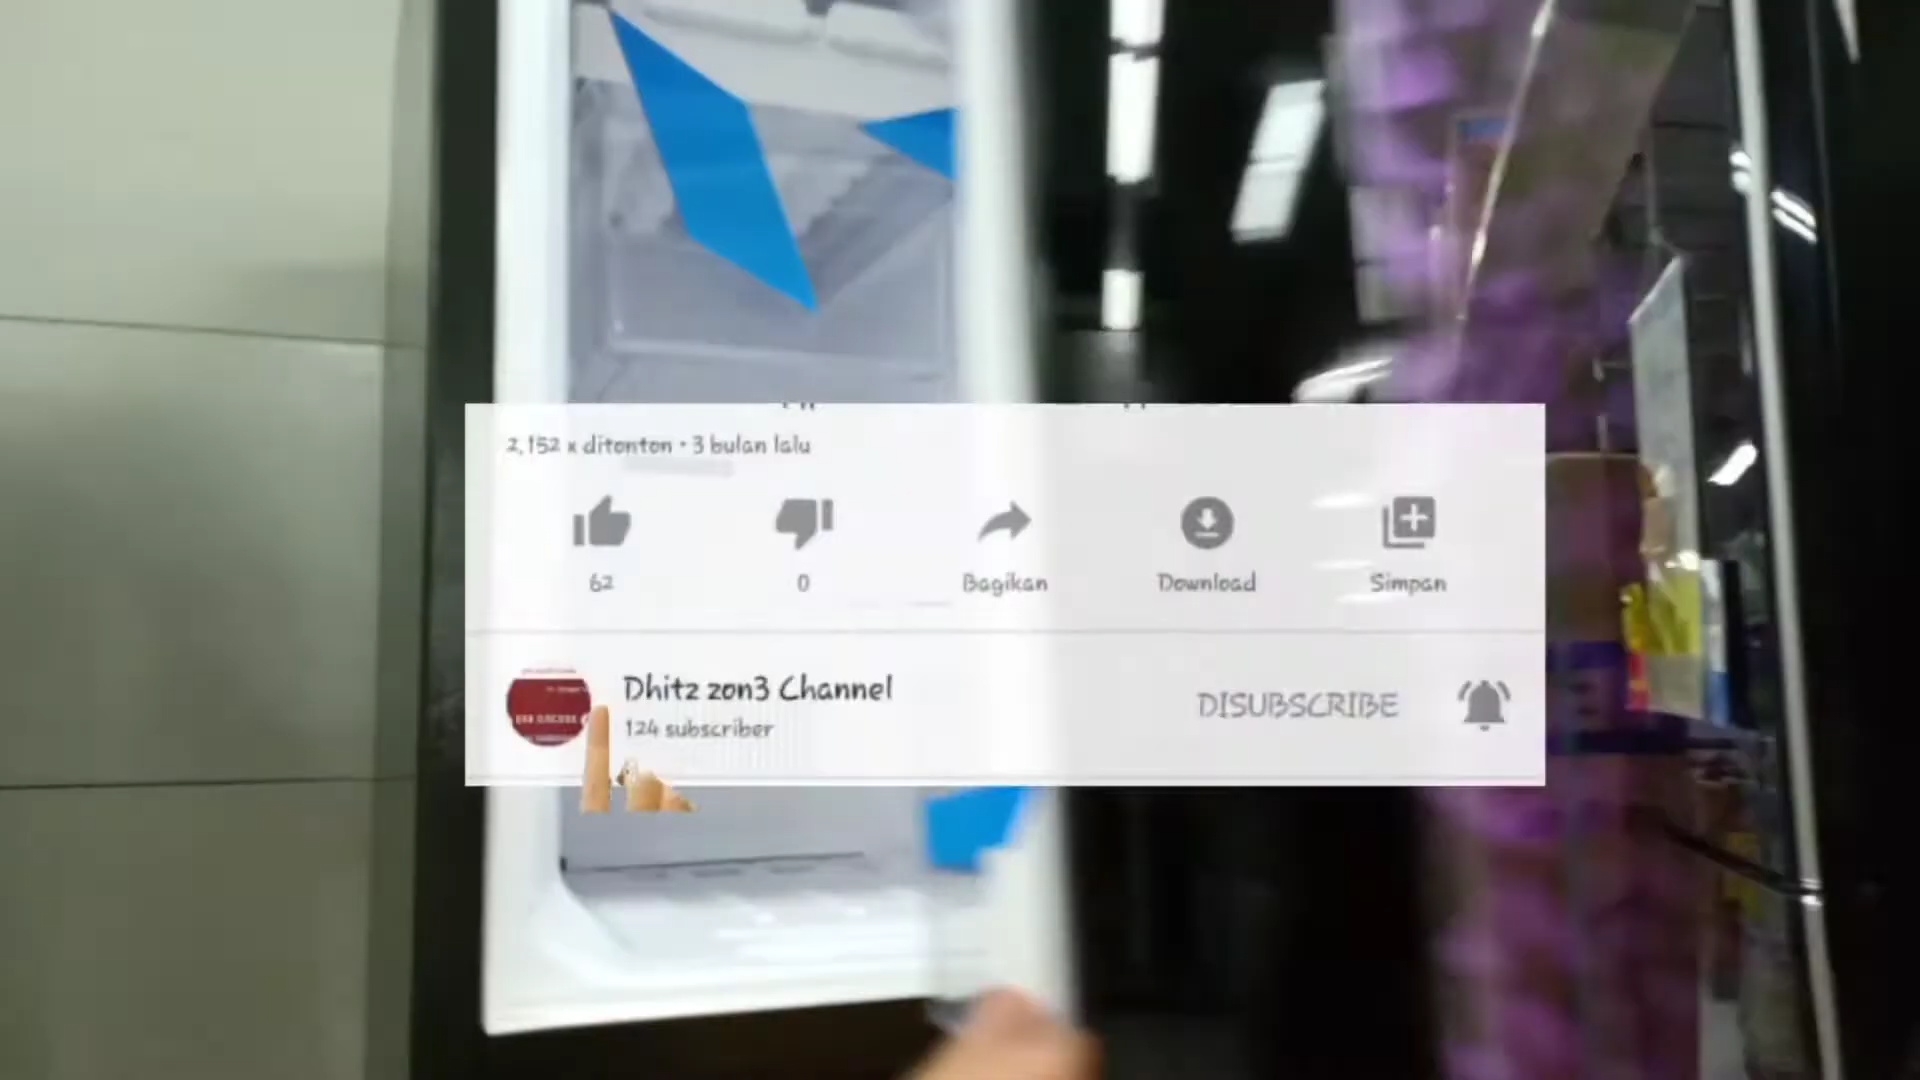 2,152 x ditonton • 3 bulan lalu
62
0
Bagikan
Download
Simpan
Dhitz zon3 Channel
124 subscriber
DISUBSCRIBE